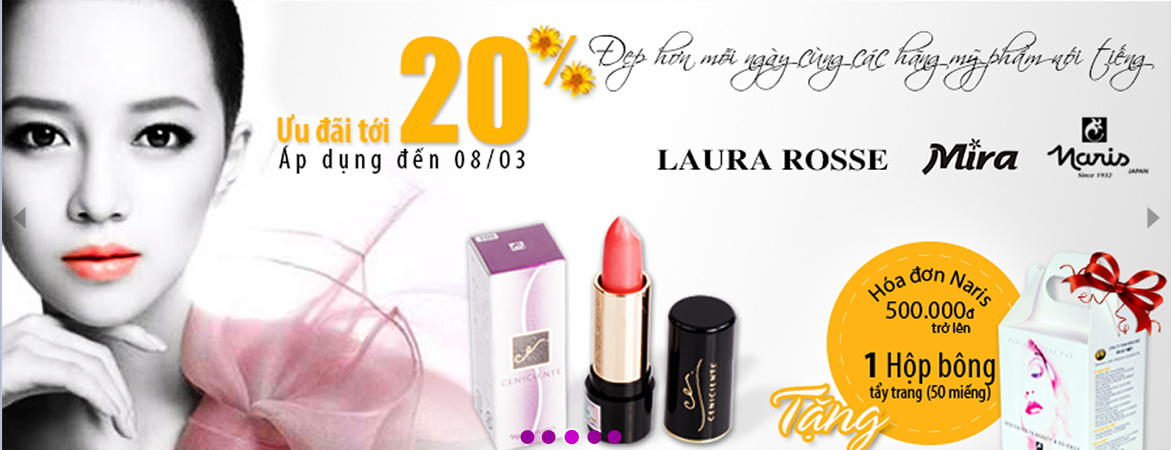 Đẹp hơn mỗi ngày cùng các hãng mỹ phẩm nổi tiếng
20%
Ưu đãi tới
Áp dụng đến 08/03
LAURA ROSSE
Mira
Naris
Since 1932
JAPAN
Hóa đơn Naris
500.000đ
trở lên
1 Hộp bông
tẩy trang (50 miếng)
Tặng
CENICIENTE
CENICIENTE